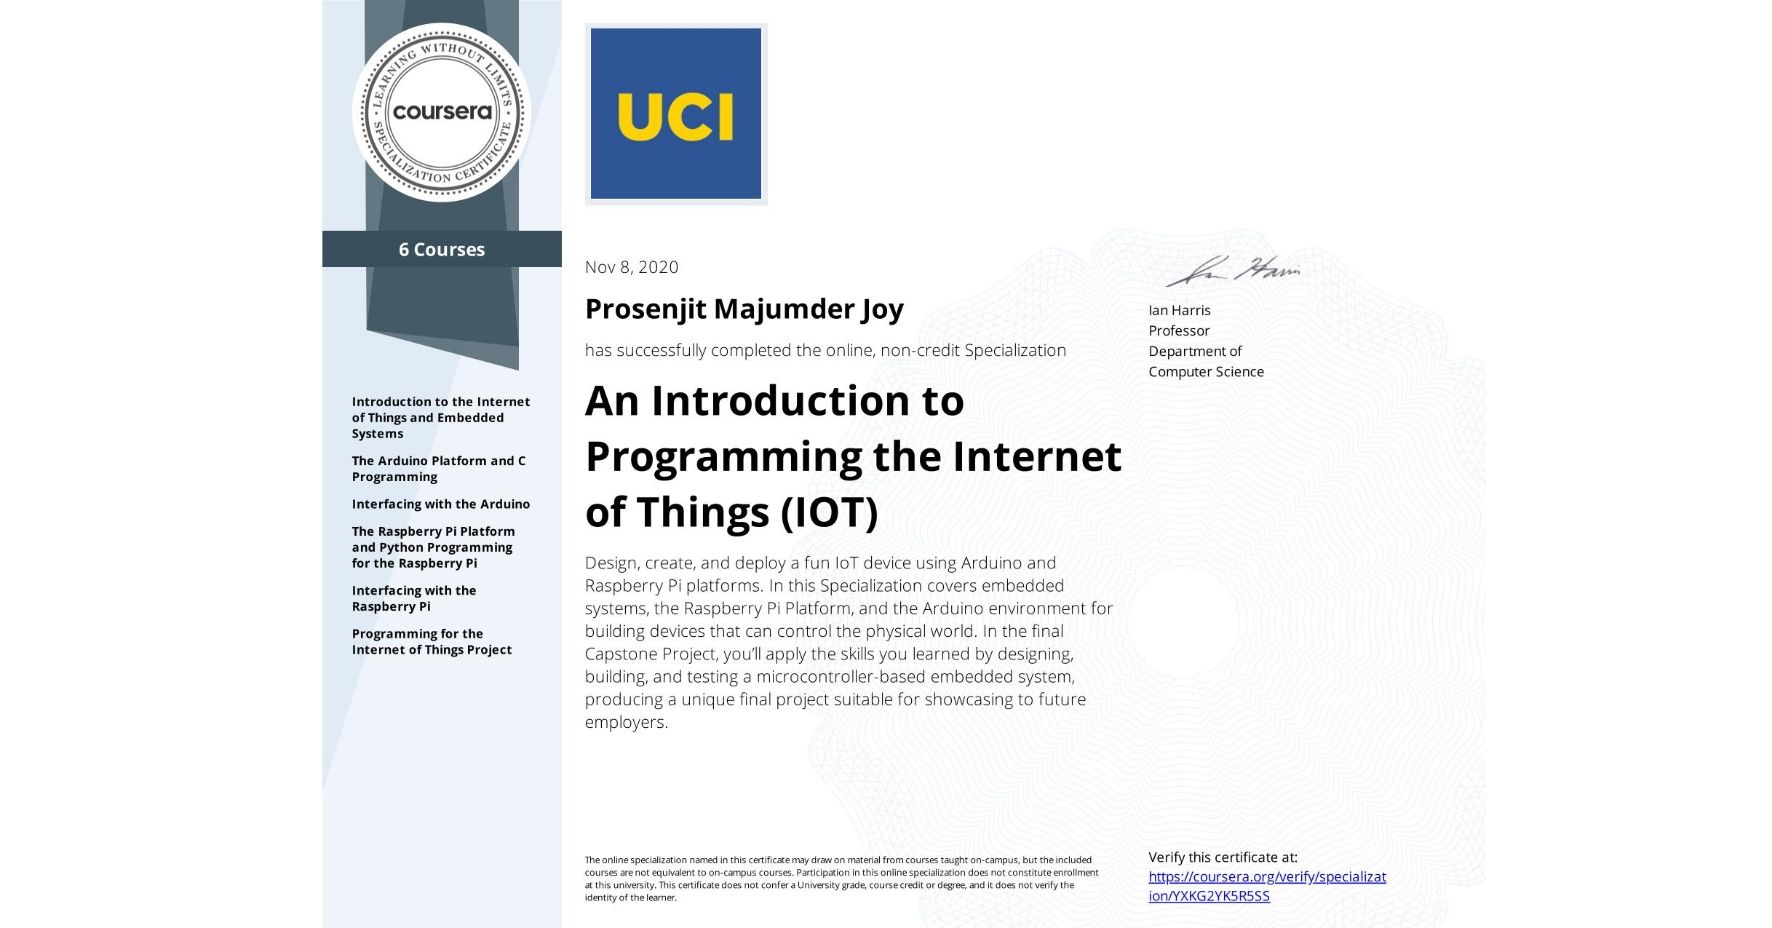 LEARNING WITHOUT LIMITS
coursera
SPECIALIZATION CERTIFICATE
6 Courses
Introduction to the Internet
of Things and Embedded
Systems
The Arduino Platform and C
Programming
Interfacing with the Arduino
The Raspberry Pi Platform
and Python Programming
for the Raspberry Pi
Interfacing with the
Raspberry Pi
Programming for the
Internet of Things Project
UCI
Nov 8, 2020
Prosenjit Majumder Joy
has successfully completed the online, non-credit Specialization
An Introduction to
Programming the Internet
of Things (IOT)
Design, create, and deploy a fun IoT device using Arduino and
Raspberry Pi platforms. In this Specialization covers embedded
systems, the Raspberry Pi Platform, and the Arduino environment for
building devices that can control the physical world. In the final
Capstone Project, you’ll apply the skills you learned by designing,
building, and testing a microcontroller-based embedded system,
producing a unique final project suitable for showcasing to future
employers.
Ian Harris
Ian Harris
Professor
Department of
Computer Science
The online specialization named in this certificate may draw on material from courses taught on-campus, but the included
courses are not equivalent to on-campus courses. Participation in this online specialization does not constitute enrollment
at this university. This certificate does not confer a University grade, course credit or degree, and it does not verify the
identity of the learner.
Verify this certificate at:
https://coursera.org/verify/specializat
ion/YXKG2YK5R5SS